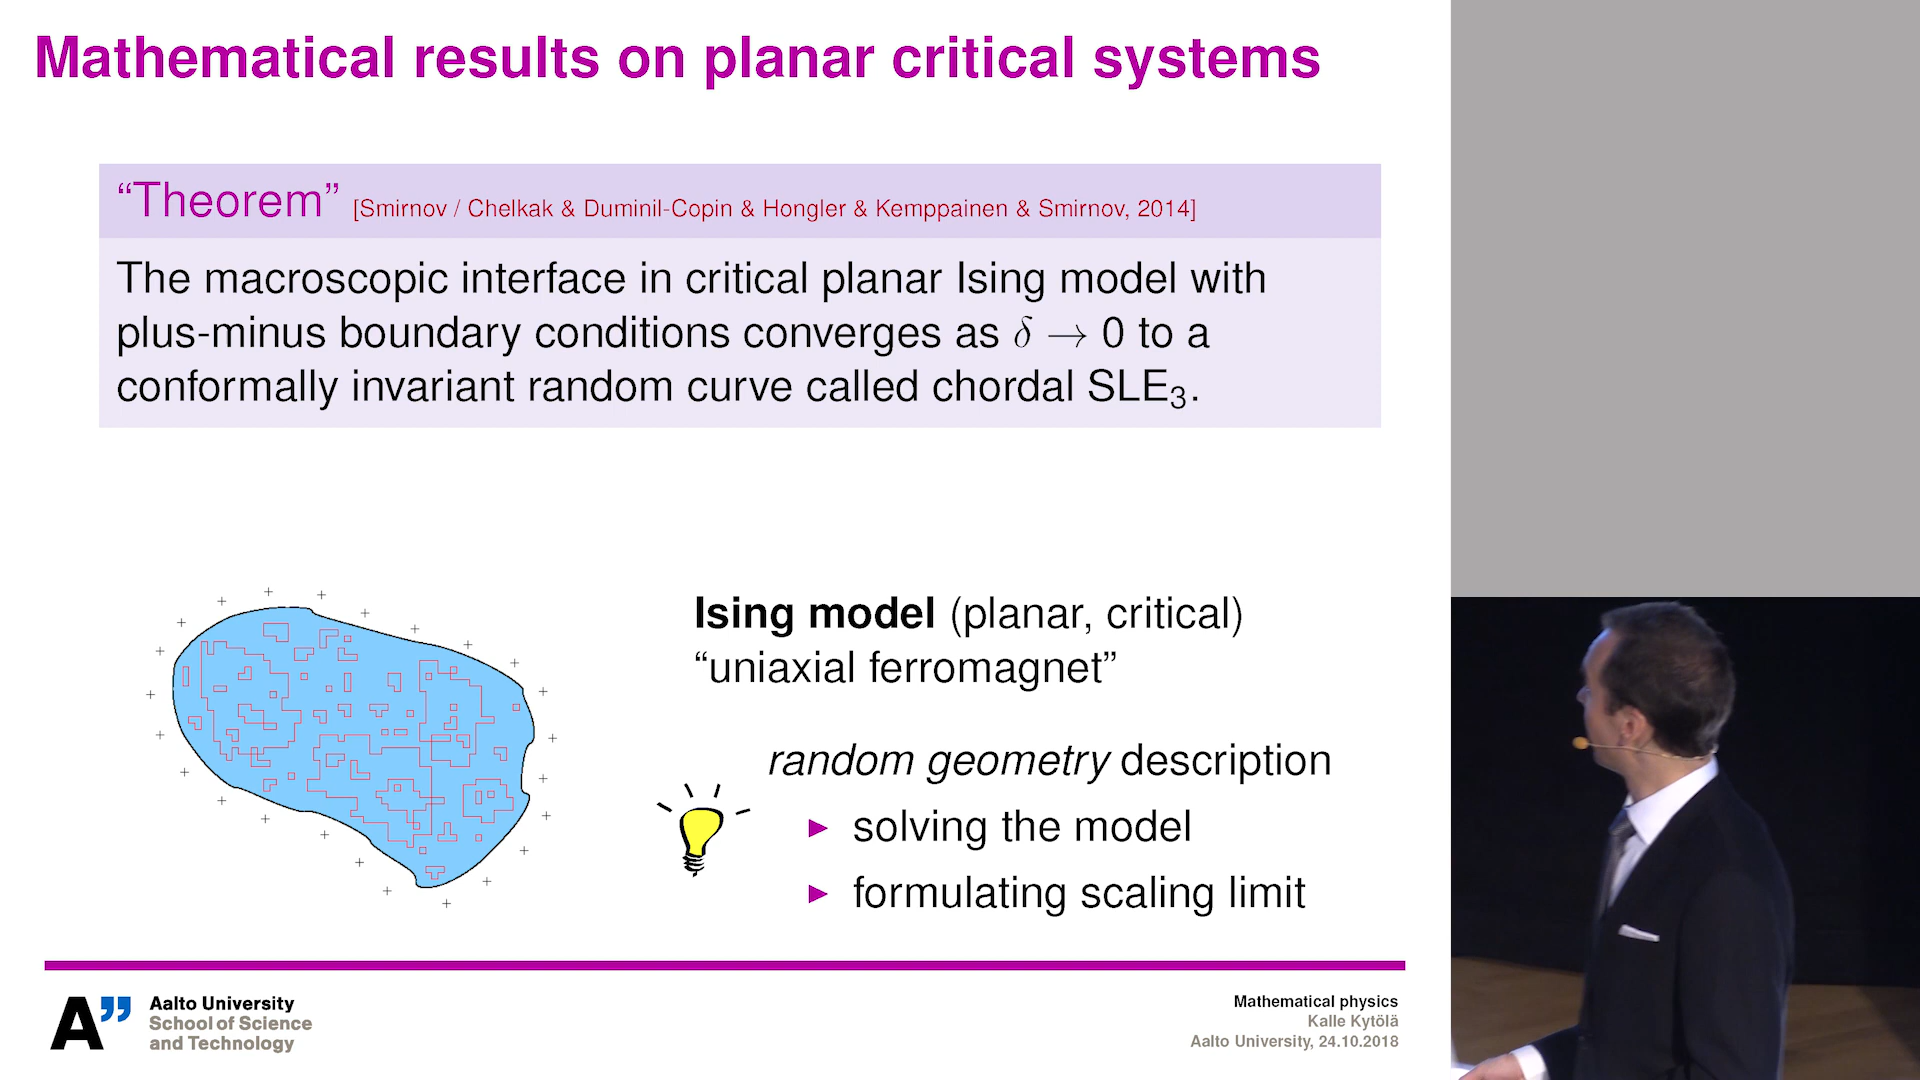 Mathematical results on planar critical systems
“Theorem” [Smirnov / Chelkak & Duminil-Copin & Hongler & Kemppainen & Smirnov, 2014]
The macroscopic interface in critical planar Ising model with
plus-minus boundary conditions converges as δ → 0 to a
conformally invariant random curve called chordal SLE₃.
Ising model (planar, critical)
“uniaxial ferromagnet”
random geometry description
▶ solving the model
▶ formulating scaling limit
A”
Aalto University
School of Science
and Technology
Mathematical physics
Kalle Kytölä
Aalto University, 24.10.2018